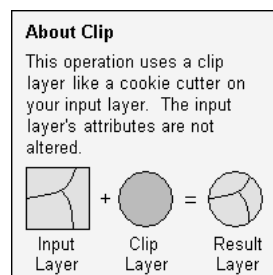 About Clip
This operation uses a clip
layer like a cookie cutter on
your input layer.  The input
layer's attributes are not
altered.
+ =
Input Clip Result
Layer Layer Layer